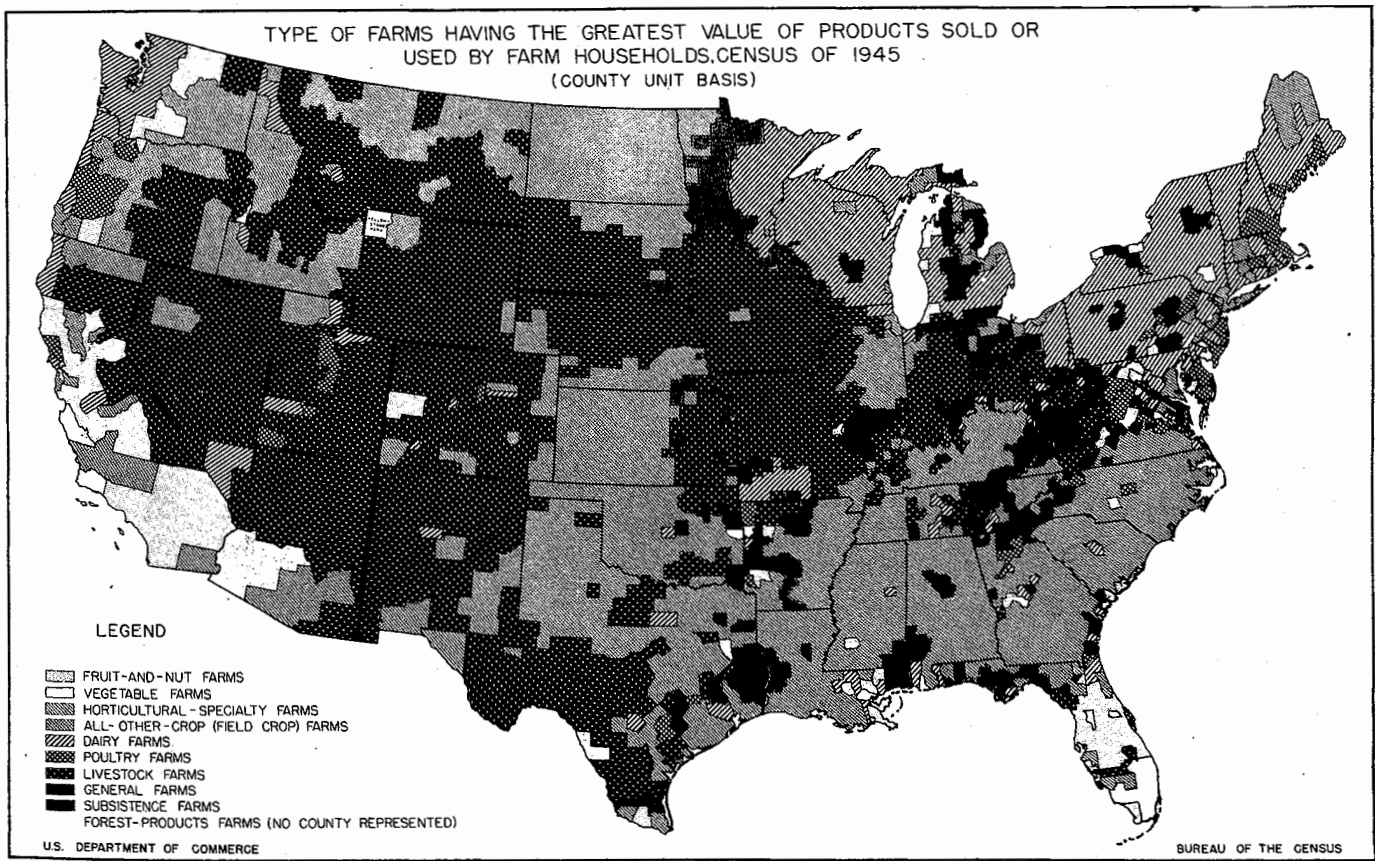 TYPE OF FARMS HAVING THE GREATEST VALUE OF PRODUCTS SOLD OR
USED BY FARM HOUSEHOLDS,CENSUS OF 1945
(COUNTY UNIT BASIS)
LEGEND
FRUIT-AND-NUT FARMS
VEGETABLE FARMS
HORTICULTURAL-SPECIALTY FARMS
ALL-OTHER-CROP (FIELD CROP) FARMS
DAIRY FARMS
POULTRY FARMS
LIVESTOCK FARMS
GENERAL FARMS
SUBSISTENCE FARMS
FOREST-PRODUCTS FARMS (NO COUNTY REPRESENTED)
U.S. DEPARTMENT OF COMMERCE
BUREAU OF THE CENSUS